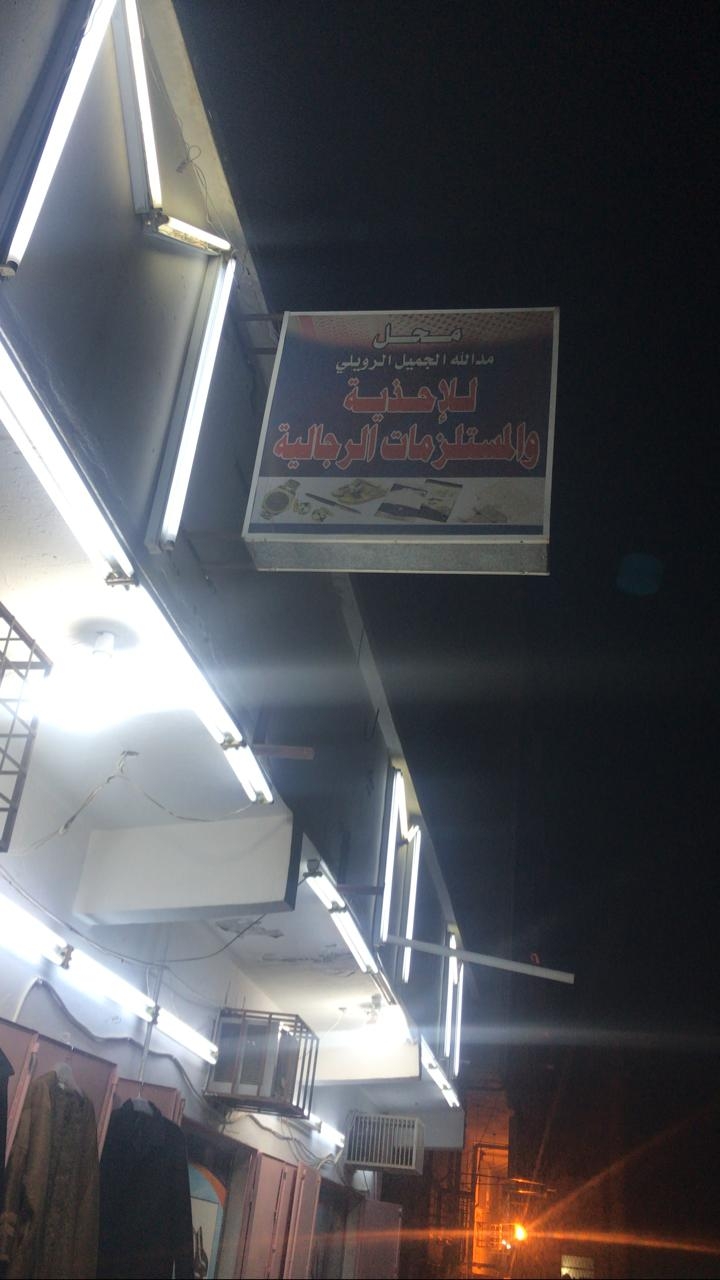 محل
مدالله الجميل الرويلي
للإحذية
والمستلزمات الرجالية